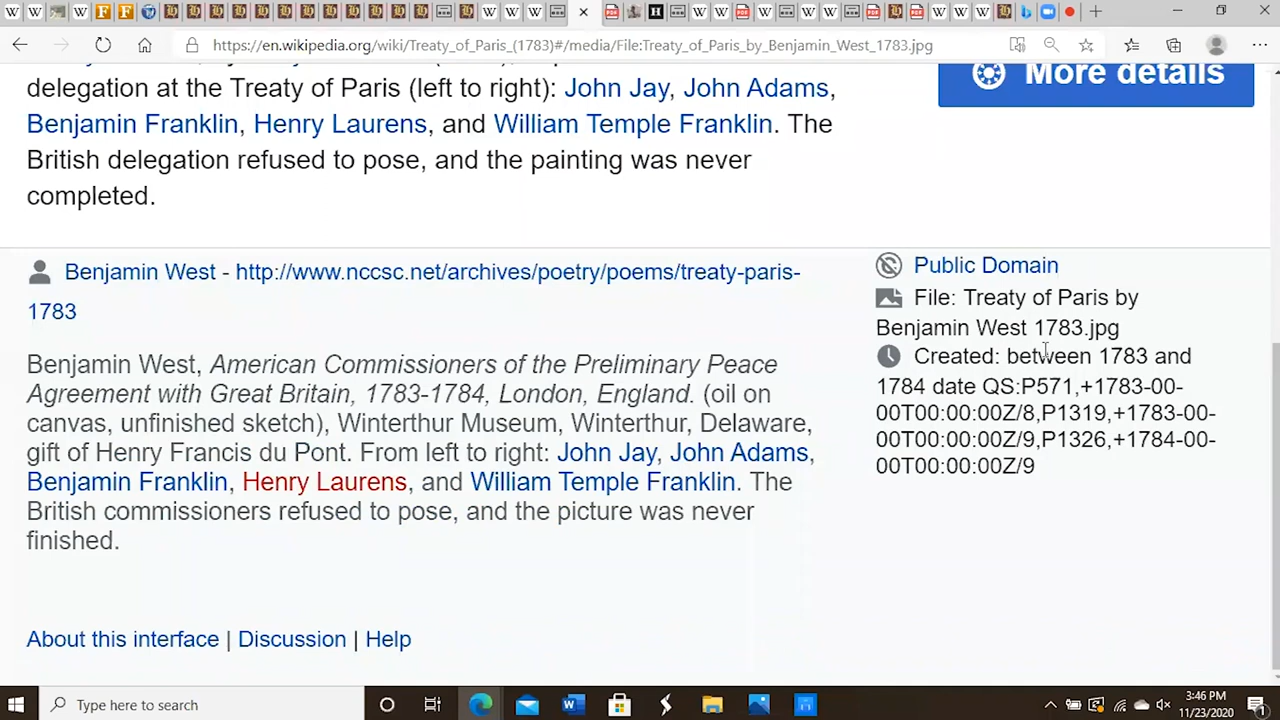 https://en.wikipedia.org/wiki/Treaty_of_Paris_(1783)#/media/File:Treaty_of_Paris_by_Benjamin_West_1783.jpg
More details
delegation at the Treaty of Paris (left to right): John Jay, John Adams,
Benjamin Franklin, Henry Laurens, and William Temple Franklin. The
British delegation refused to pose, and the painting was never
completed.
Benjamin West - http://www.nccsc.net/archives/poetry/poems/treaty-paris-
1783
Benjamin West, American Commissioners of the Preliminary Peace
Agreement with Great Britain, 1783-1784, London, England. (oil on
canvas, unfinished sketch), Winterthur Museum, Winterthur, Delaware,
gift of Henry Francis du Pont. From left to right: John Jay, John Adams,
Benjamin Franklin, Henry Laurens, and William Temple Franklin. The
British commissioners refused to pose, and the picture was never
finished.
Public Domain
File: Treaty of Paris by
Benjamin West 1783.jpg
Created: between 1783 and
1784 date QS:P571,+1783-00-
00T00:00:00Z/8,P1319,+1783-00-
00T00:00:00Z/9,P1326,+1784-00-
00T00:00:00Z/9
About this interface | Discussion | Help
Type here to search
3:46 PM
11/23/2020